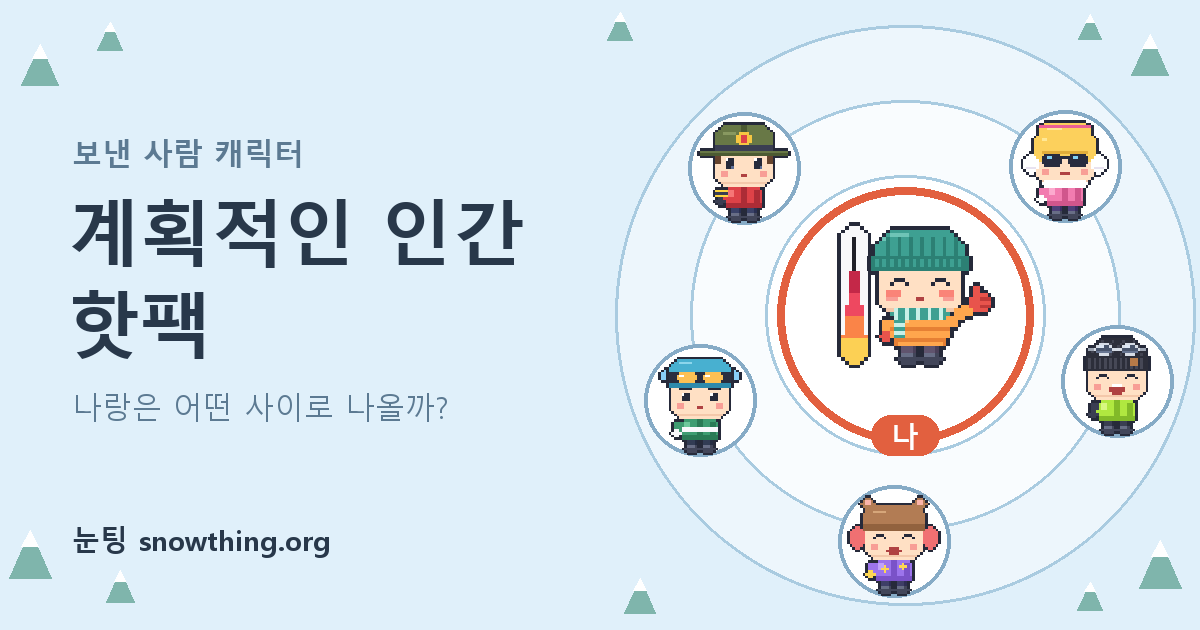 보낸 사람 캐릭터
계획적인 인간
핫팩
나랑은 어떤 사이로 나올까?
눈팅 snowthing.org
나